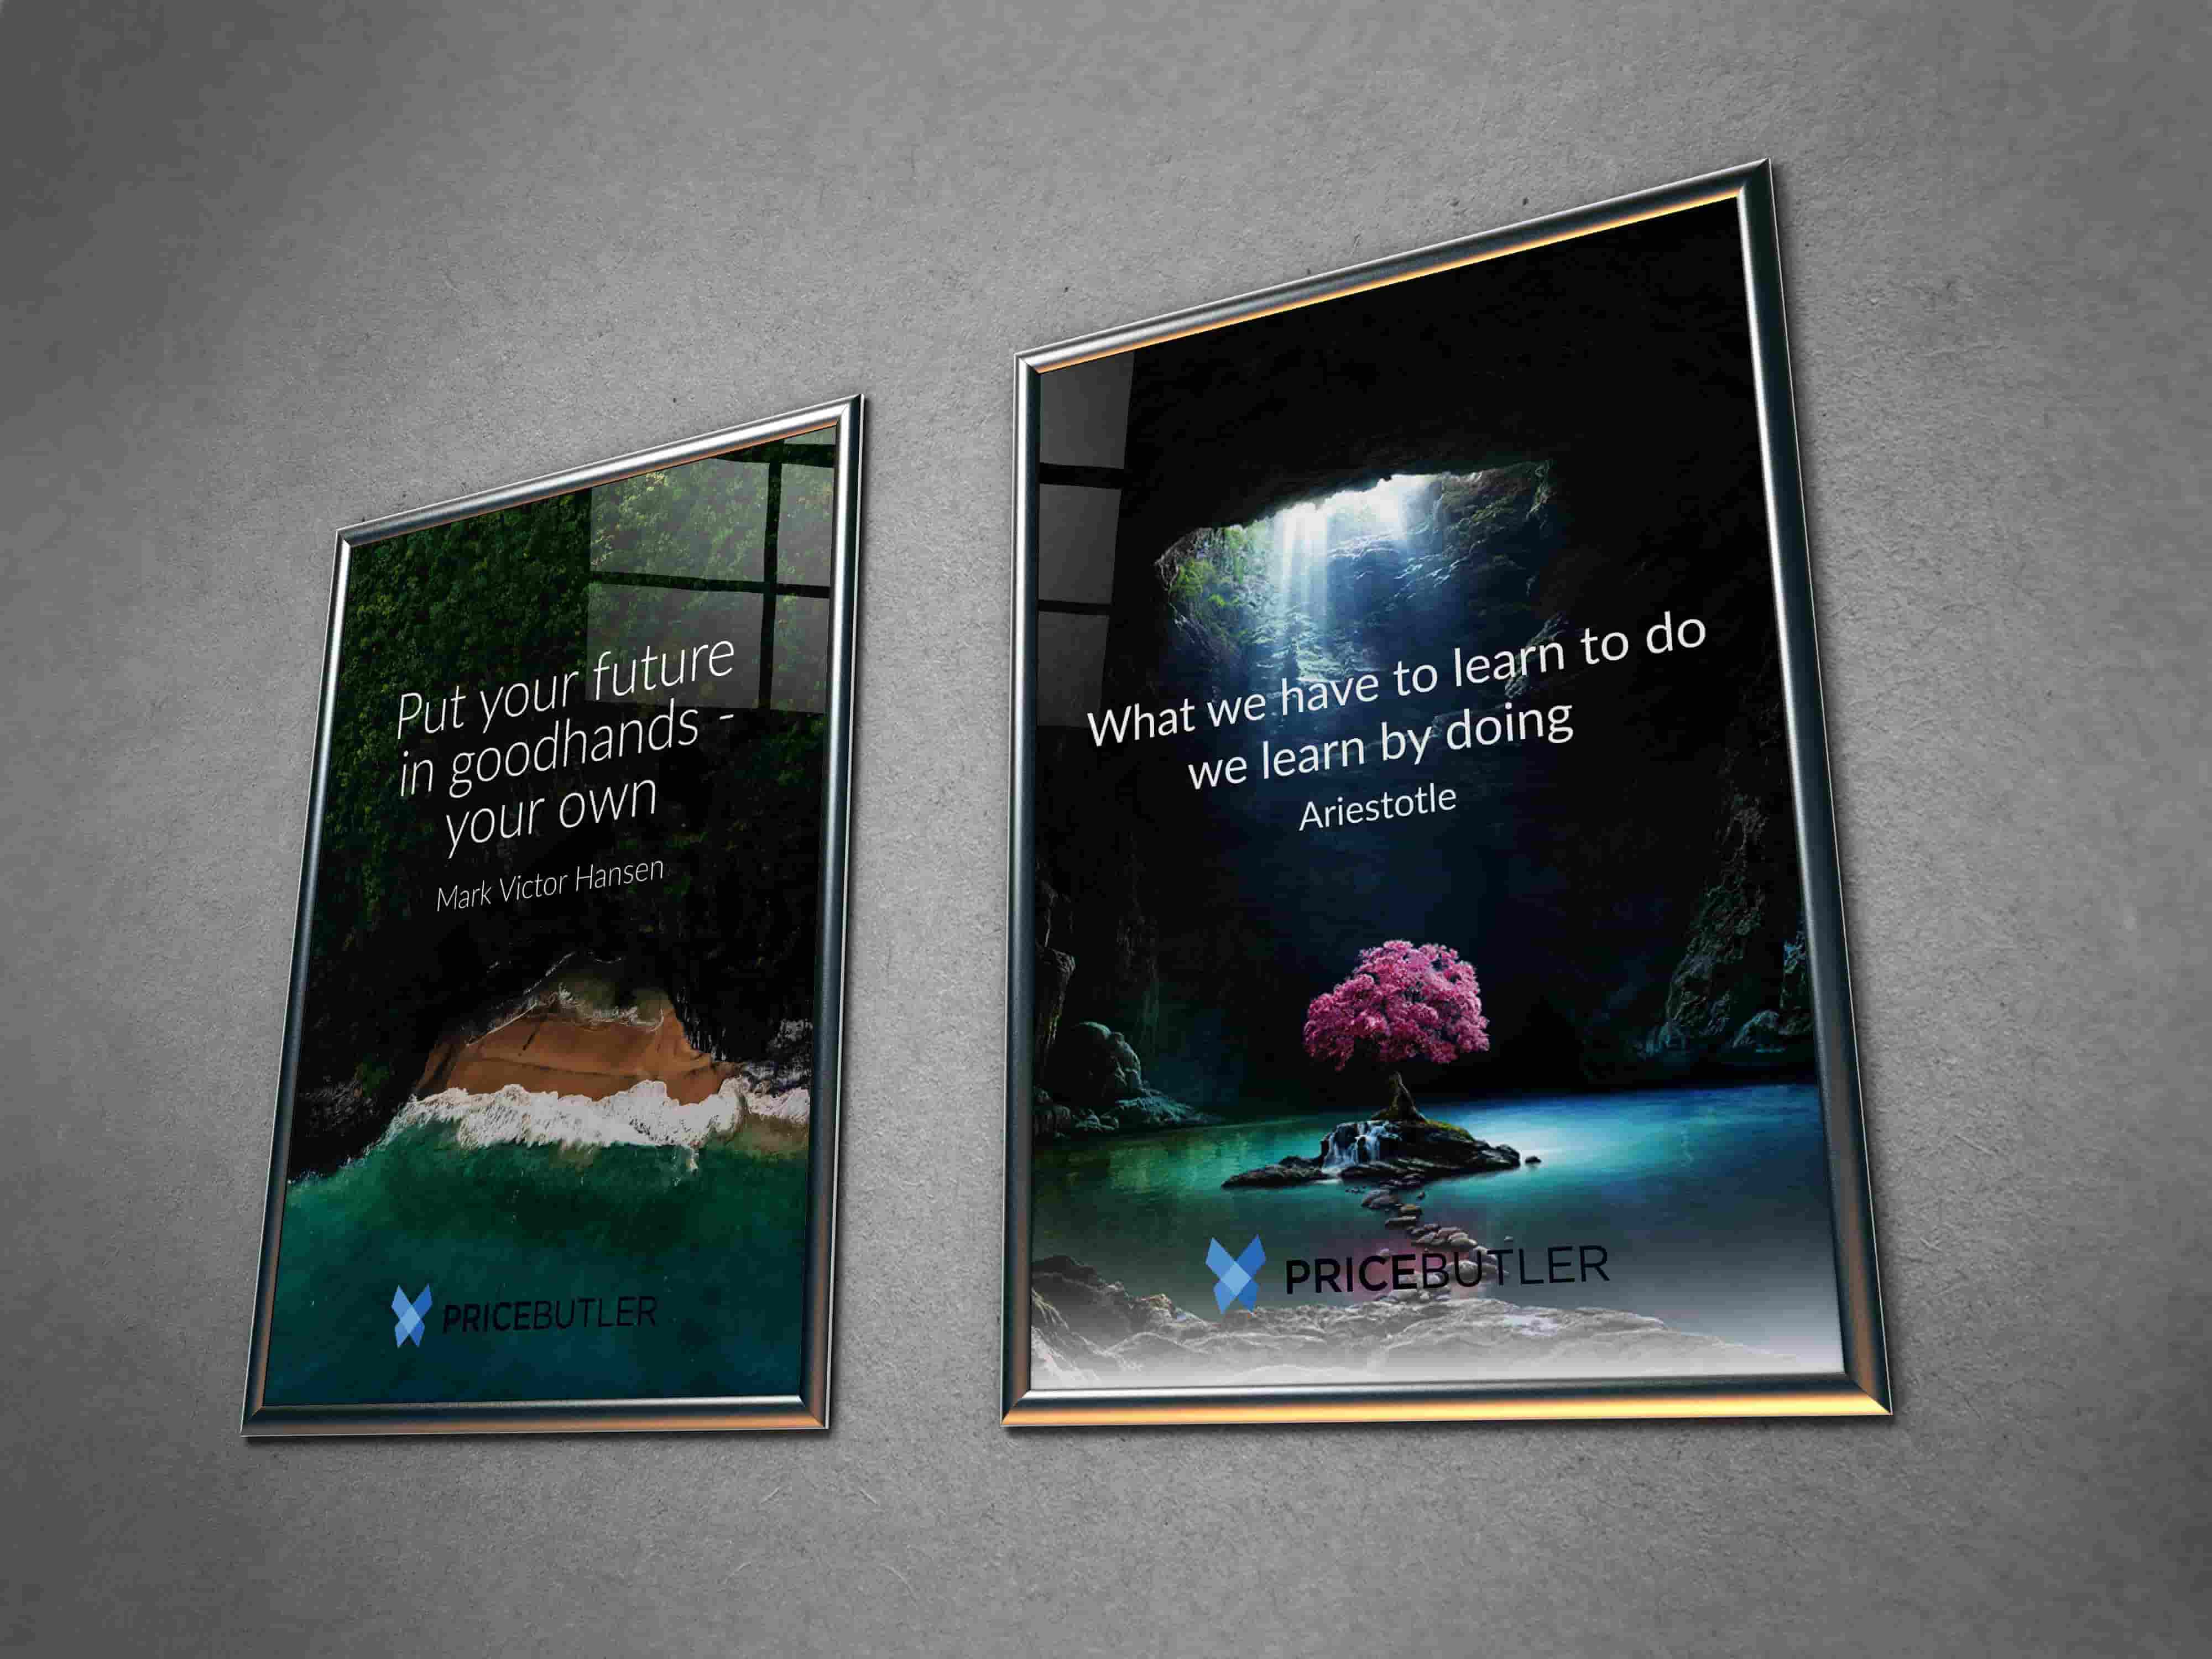 Put your future
in goodhands -
your own
Mark Victor Hansen
PRICEBUTLER
What we have to learn to do
we learn by doing
Ariestotle
PRICEBUTLER